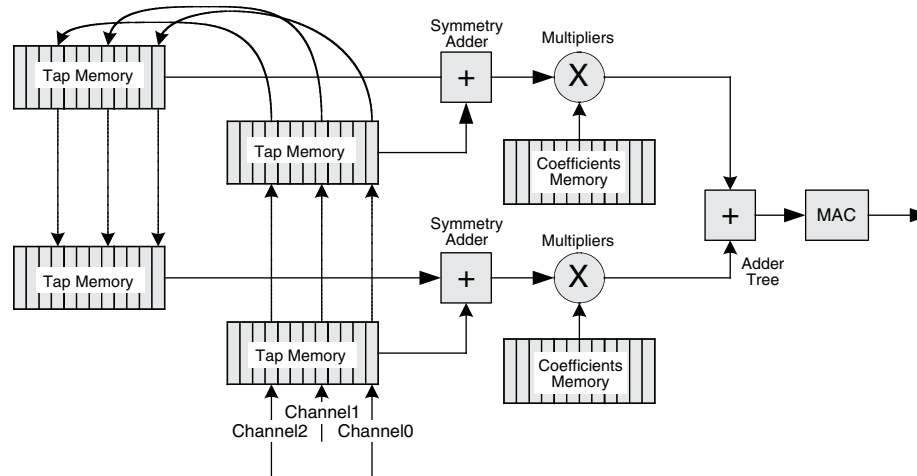 Symmetry
Adder
Multipliers
Tap Memory
+
X
Tap Memory
Coefficients
Memory
+
MAC
Symmetry
Adder
Multipliers
Tap Memory
+
X
Adder
Tree
Tap Memory
Coefficients
Memory
Channel1
Channel2
Channel0